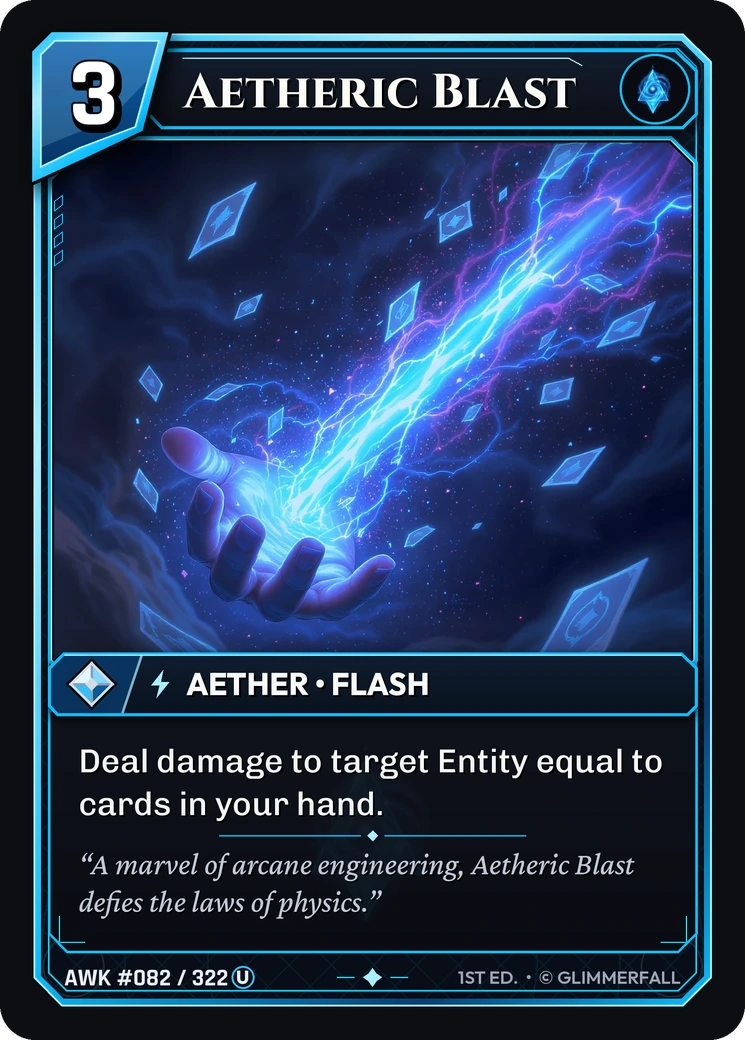 3
AETHERIC BLAST
AETHER • FLASH
Deal damage to target Entity equal to
cards in your hand.
“A marvel of arcane engineering, Aetheric Blast
defies the laws of physics.”
AWK #082 / 322 U
1ST ED. • © GLIMMERFALL